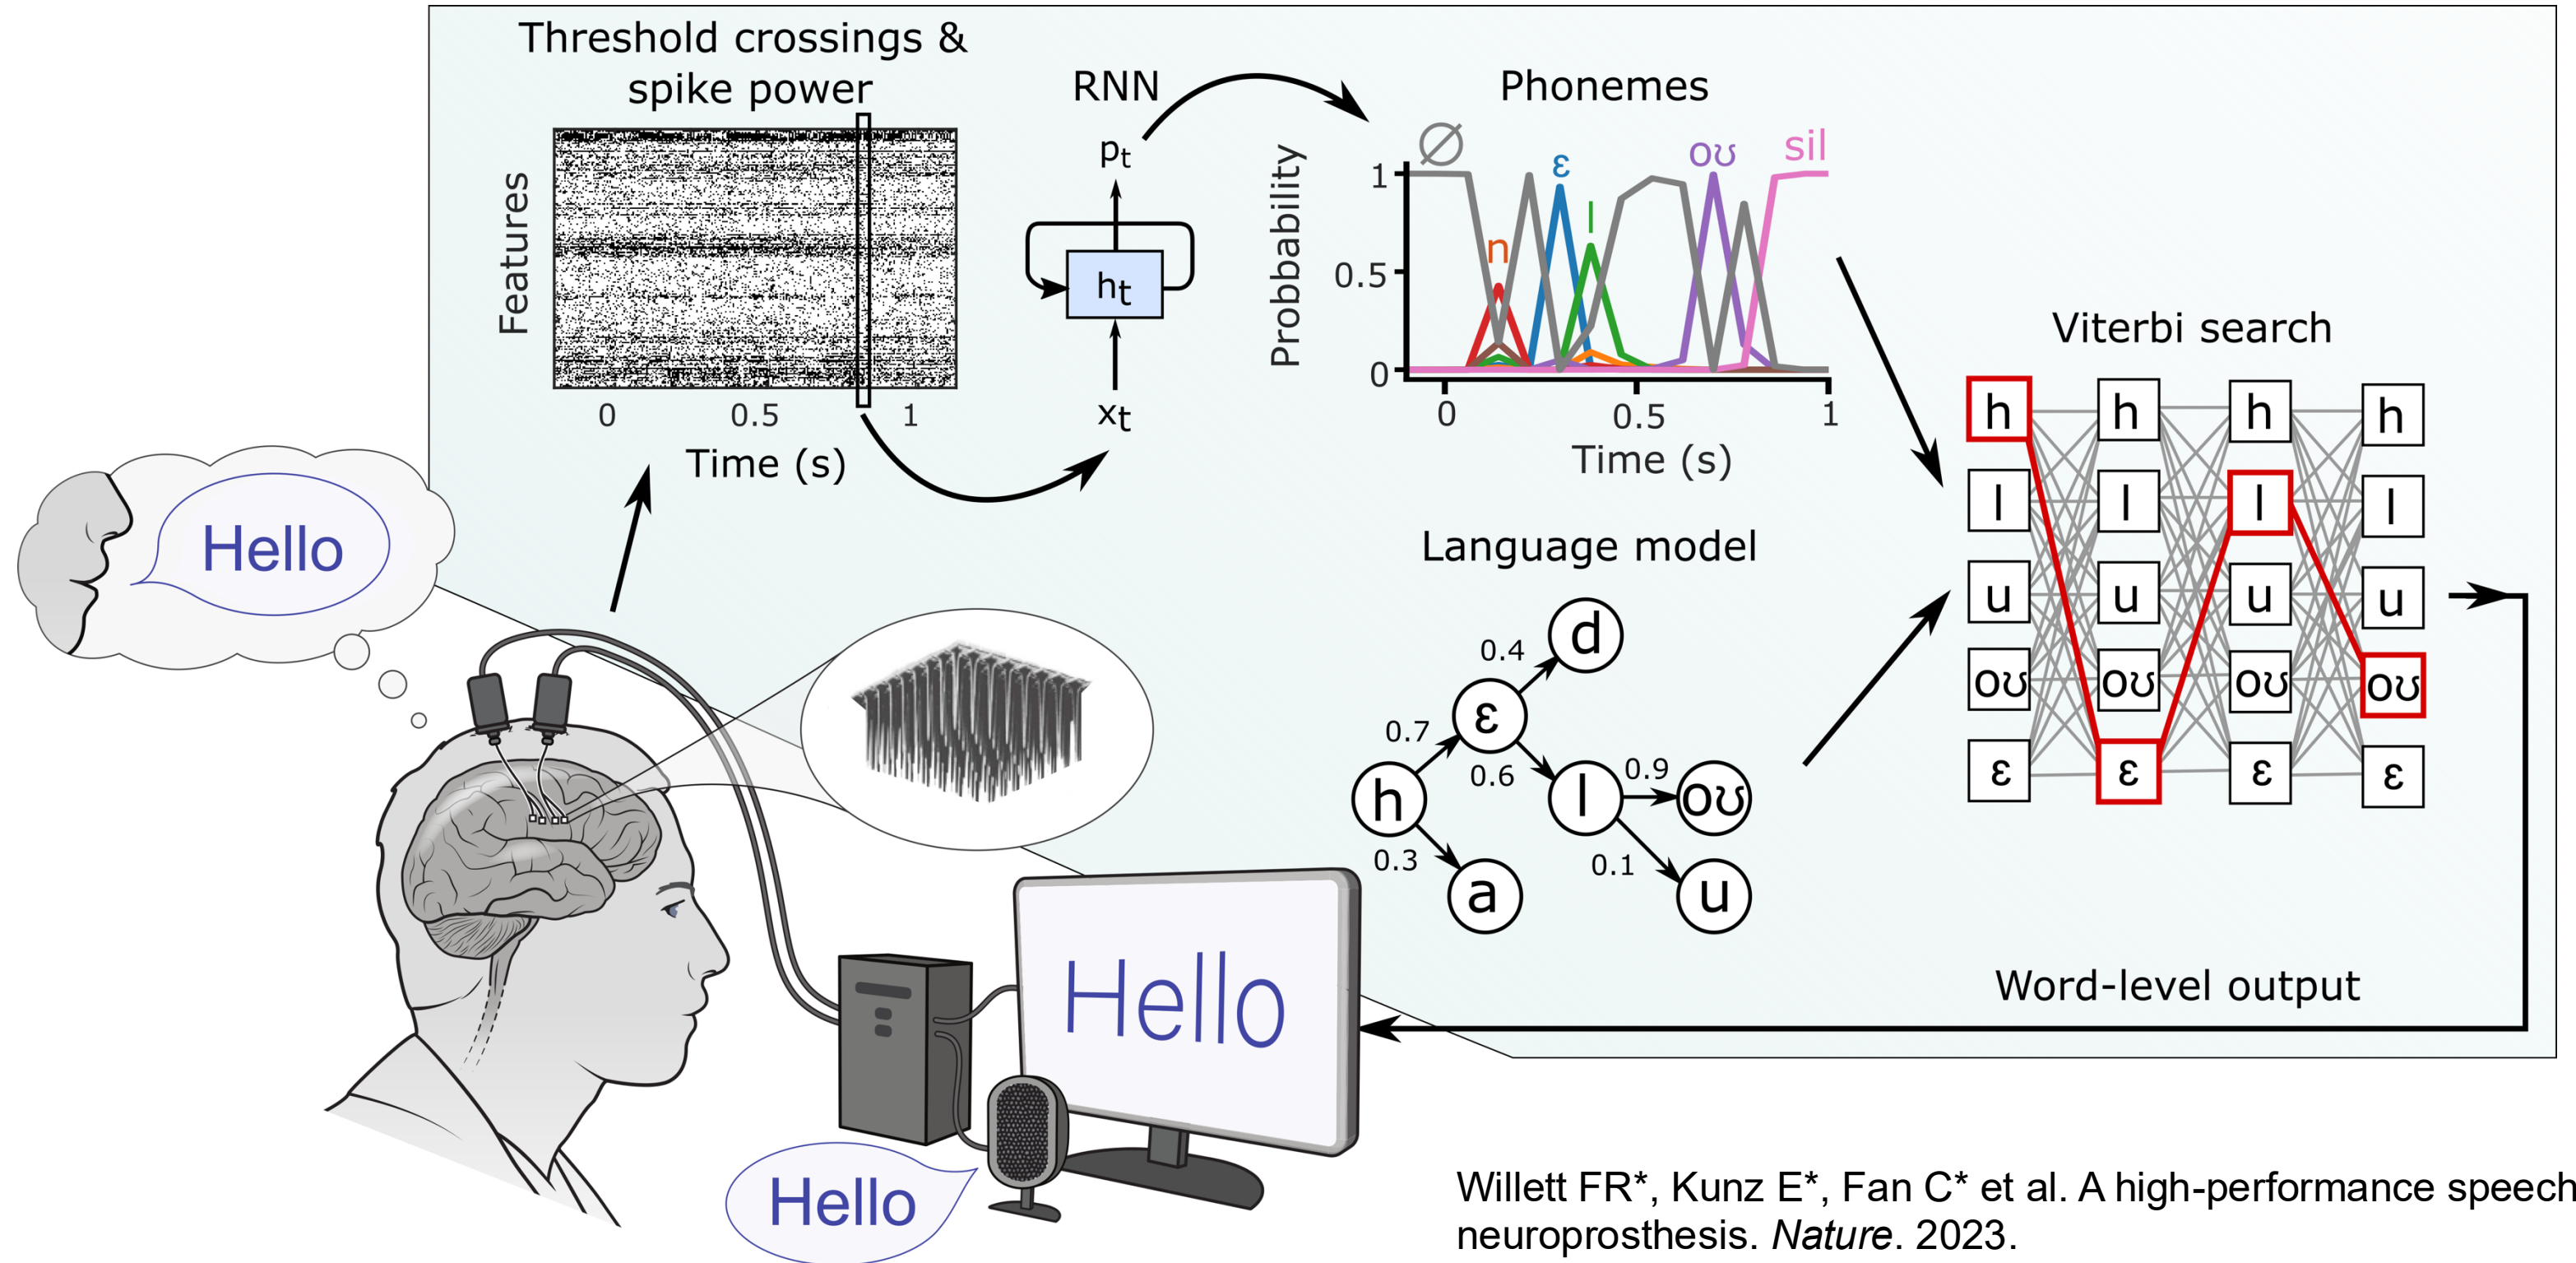 Threshold crossings &
spike power
Features
0 0.5 1
Time (s)
RNN
pt
ht
xt
Phonemes
Probbability
1
0.5
0
∅ n ɛ l oʊ sil
0 0.5 1
Time (s)
Viterbi search
h h h h
l l l l
u u u u
oʊ oʊ oʊ oʊ
ɛ ɛ ɛ ɛ
Language model
d
0.4
ɛ
0.7
0.6
0.9
h l oʊ
0.3
0.1
a u
Word-level output
Hello
Hello
Hello
Willett FR*, Kunz E*, Fan C* et al. A high-performance speech
neuroprosthesis. Nature. 2023.